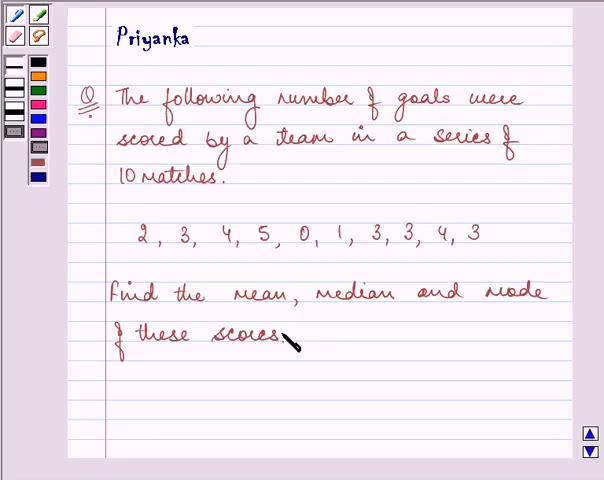 Priyanka
Q The following number of goals were
scored by a team in a series of
10 matches.
2, 3, 4, 5, 0, 1, 3, 3, 4, 3
Find the mean, median and mode
of these scores.